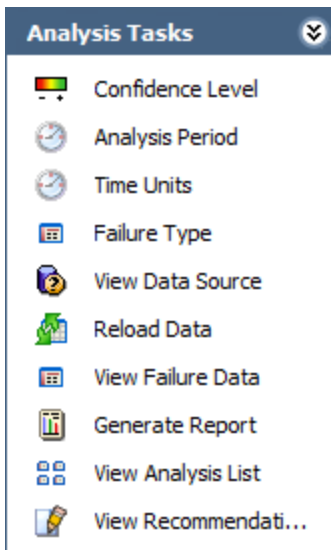 Analysis Tasks
Confidence Level
Analysis Period
Time Units
Failure Type
View Data Source
Reload Data
View Failure Data
Generate Report
View Analysis List
View Recommendati...